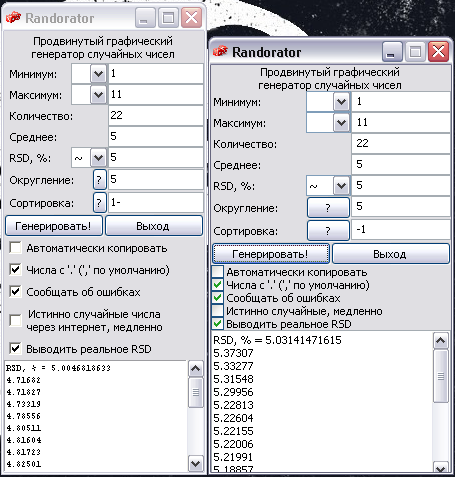 Randorator
Продвинутый графический
генератор случайных чисел
Минимум: 1
Максимум: 11
Количество: 22
Среднее: 5
RSD, %: ~ 5
Округление: ? 5
Сортировка: ? 1-
Генерировать! Выход
Автоматически копировать
Числа с '.' (',' по умолчанию)
Сообщать об ошибках
Истинно случайные числа
через интернет, медленно
Выводить реальное RSD
RSD, % = 5.0046818633
4.71682
4.71827
4.73319
4.78556
4.80511
4.81604
4.81723
4.82501
Randorator
Продвинутый графический
генератор случайных чисел
Минимум: 1
Максимум: 11
Количество: 22
Среднее: 5
RSD, %: ~ 5
Округление: ? 5
Сортировка: ? -1
Генерировать! Выход
Автоматически копировать
Числа с '.' (',' по умолчанию)
Сообщать об ошибках
Истинно случайные, медленно
Выводить реальное RSD
RSD, % = 5.03141471615
5.37307
5.33277
5.31548
5.29956
5.22813
5.22604
5.22155
5.22006
5.21991
5.18857